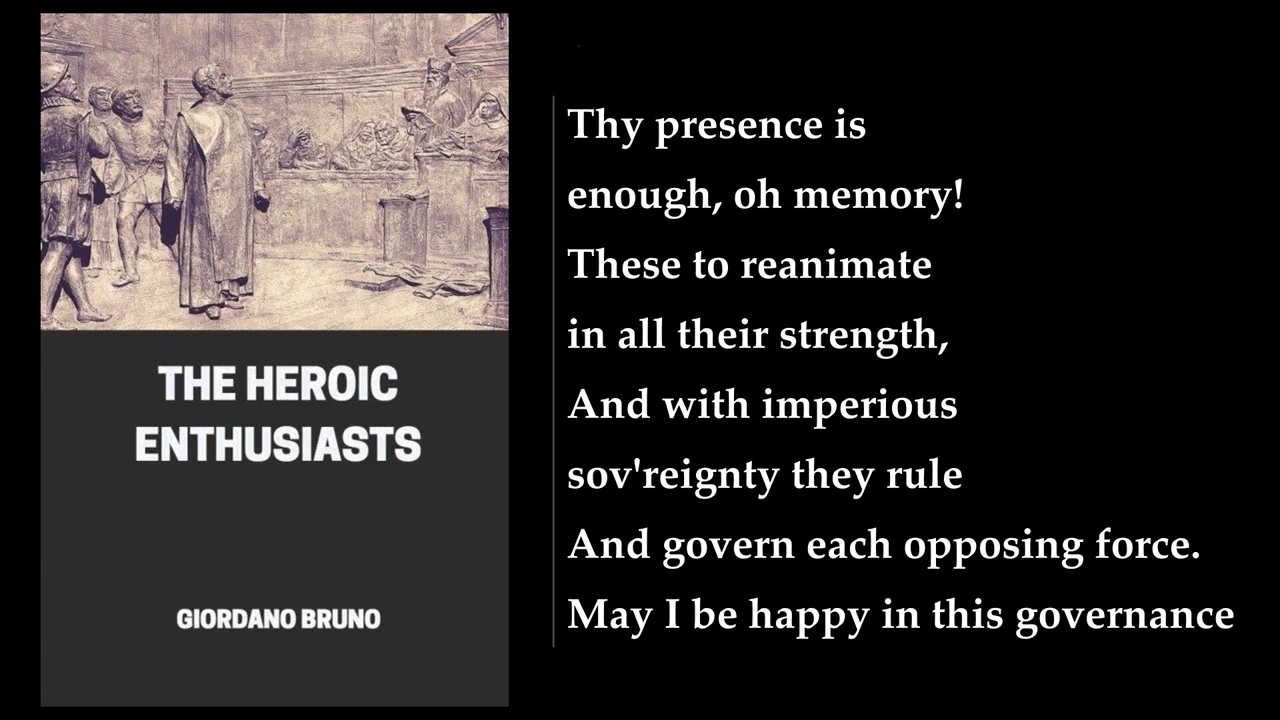 THE HEROIC
ENTHUSIASTS
GIORDANO BRUNO
Thy presence is
enough, oh memory!
These to reanimate
in all their strength,
And with imperious
sov'reignty they rule
And govern each opposing force.
May I be happy in this governance